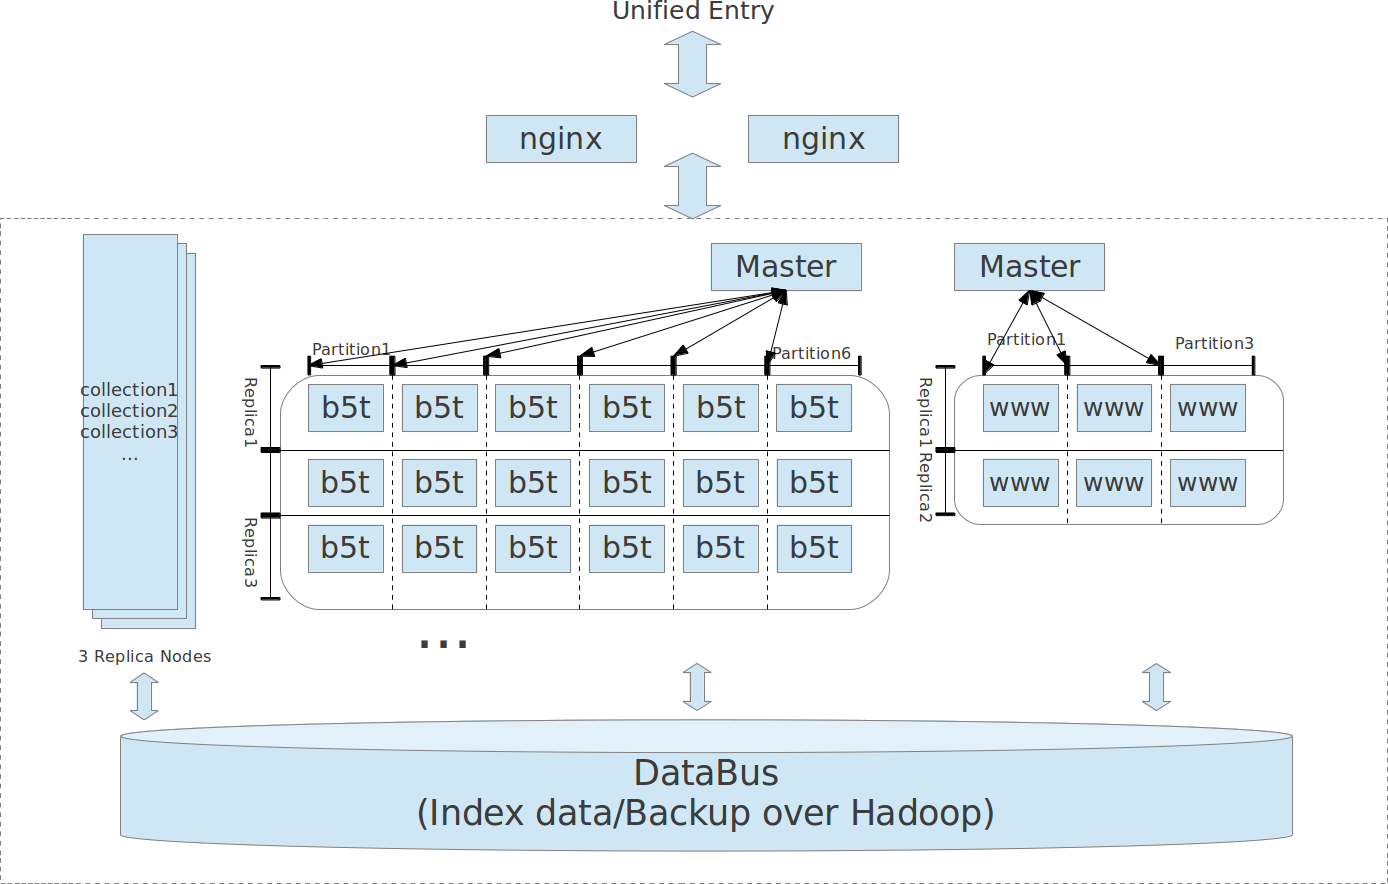 Unified Entry
nginx
nginx
Master
Master
Partition1
Partition6
Partition1
Partition3
collection1
collection2
collection3
...
Replica1
b5t b5t b5t b5t b5t b5t
b5t b5t b5t b5t b5t b5t
Replica3
b5t b5t b5t b5t b5t b5t
Replica1
www www www
Replica2
www www www
...
3 Replica Nodes
DataBus
(Index data/Backup over Hadoop)